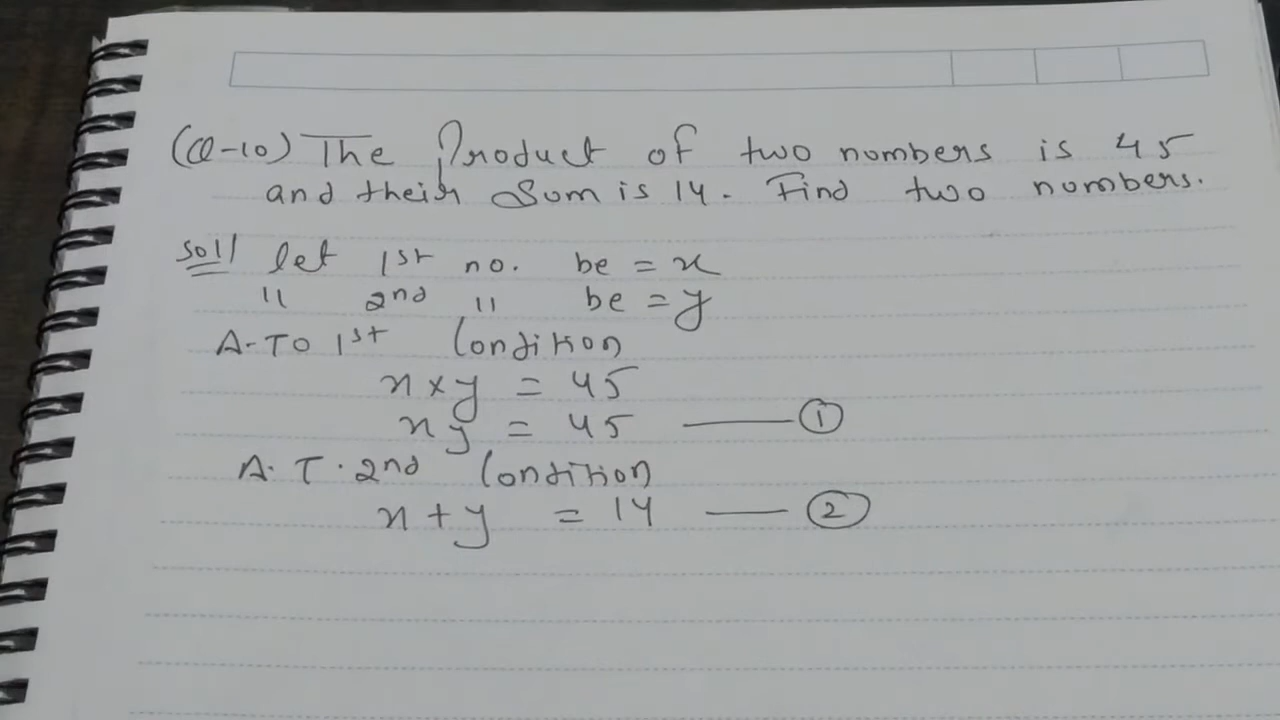 (Q-10) The Product of two numbers is 45
and their Sum is 14. Find two numbers.
Soll let 1st no. be = x
" 2nd " be = y
A.TO 1st Condition
x × y = 45
xy = 45 —— ①
A.T. 2nd Condition
x + y = 14 —— ②